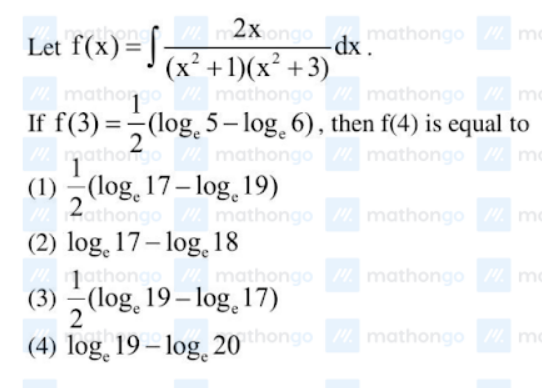 Let f(x) = ∫ 2x / ((x² + 1)(x² + 3)) dx .
If f(3) = 1/2 (logₑ 5 – logₑ 6), then f(4) is equal to
(1) 1/2 (logₑ 17 – logₑ 19)
(2) logₑ 17 – logₑ 18
(3) 1/2 (logₑ 19 – logₑ 17)
(4) logₑ 19 – logₑ 20